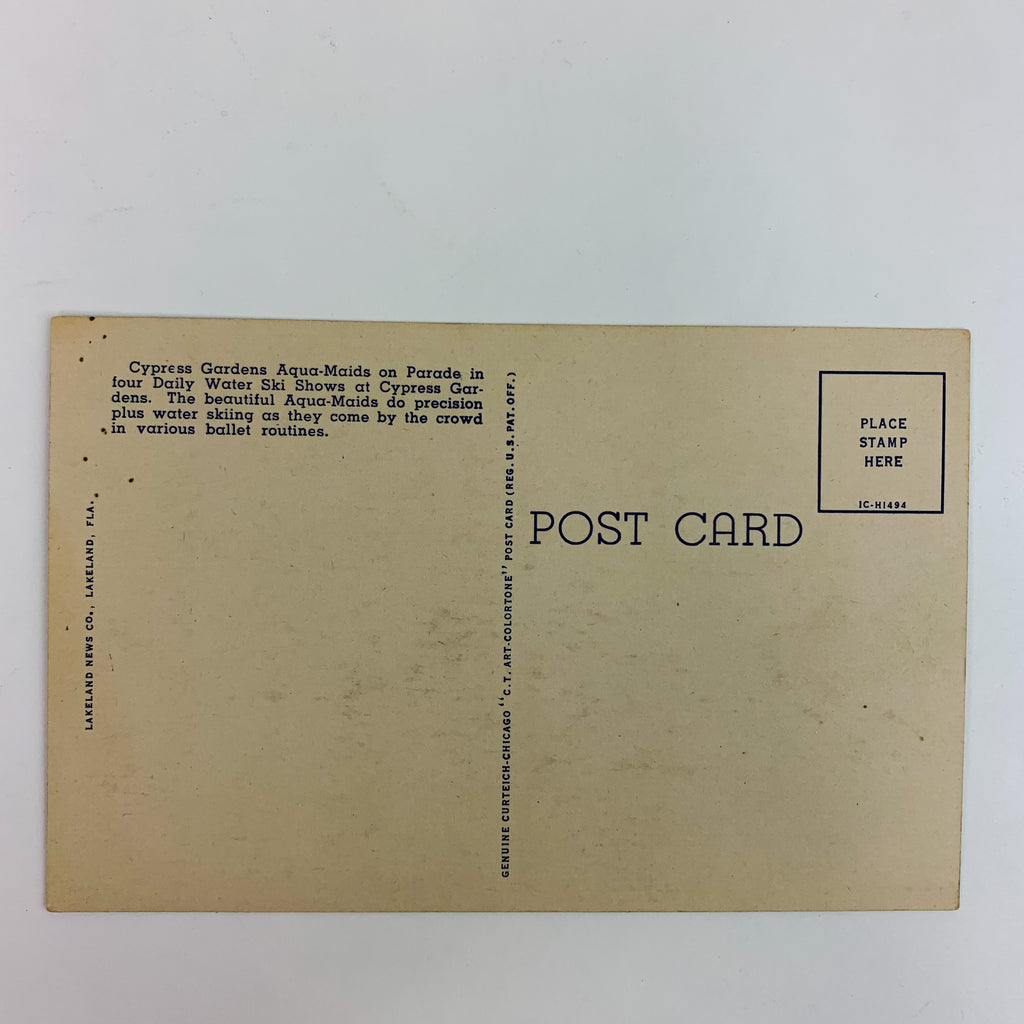 Cypress Gardens Aqua-Maids on Parade in
four Daily Water Ski Shows at Cypress Gar-
dens. The beautiful Aqua-Maids do precision
plus water skiing as they come by the crowd
in various ballet routines.
LAKELAND NEWS CO., LAKELAND, FLA.
GENUINE CURTEICH-CHICAGO "C.T. ART-COLORTONE" POST CARD (REG. U.S. PAT. OFF.)
POST CARD
PLACE
STAMP
HERE
1C-H1494